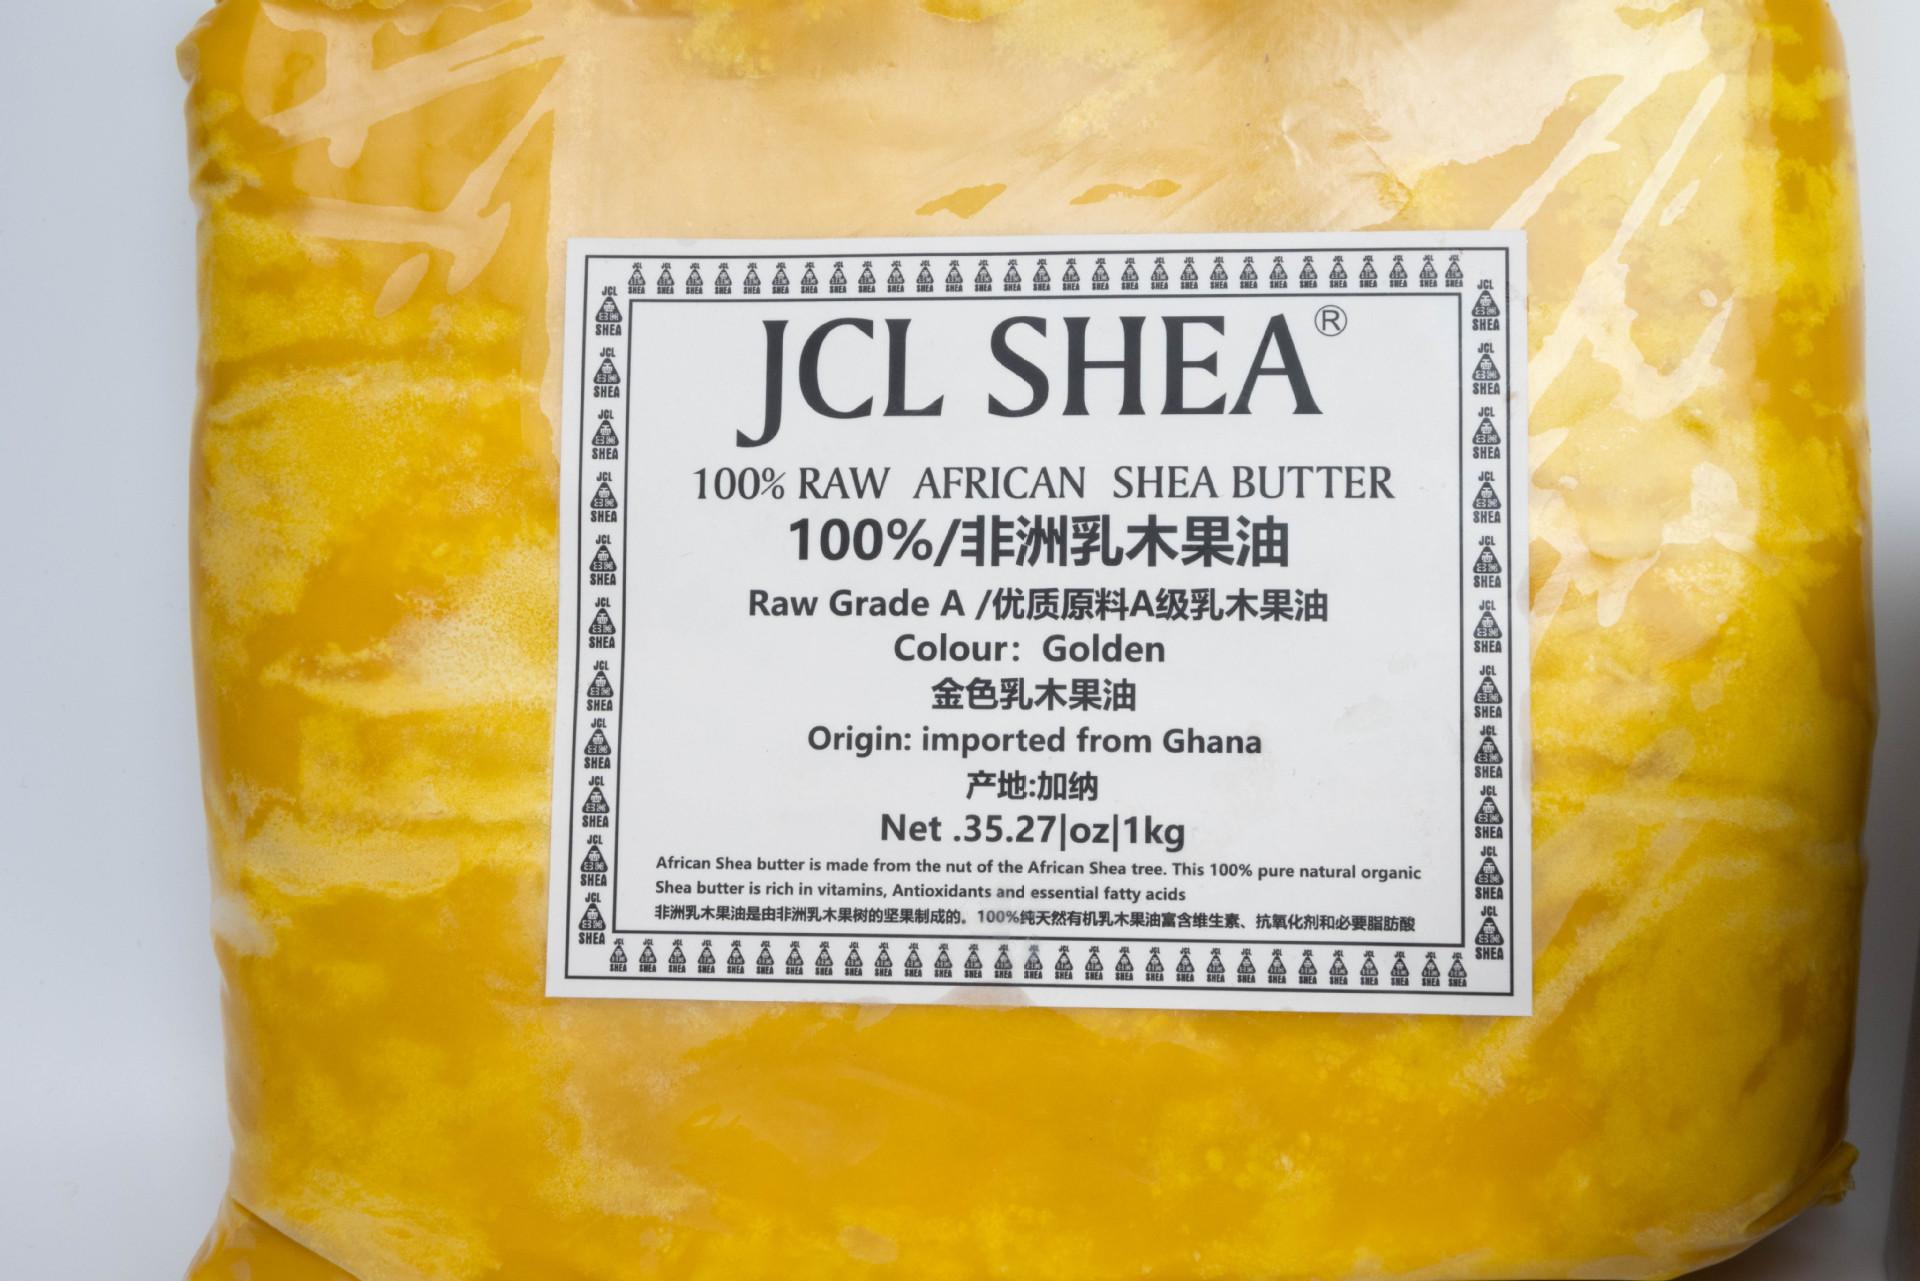 JCL SHEA®
100% RAW AFRICAN SHEA BUTTER
100%/非洲乳木果油
Raw Grade A /优质原料A级乳木果油
Colour：Golden
金色乳木果油
Origin: imported from Ghana
产地:加纳
Net .35.27|oz|1kg
African Shea butter is made from the nut of the African Shea tree. This 100% pure natural organic
Shea butter is rich in vitamins, Antioxidants and essential fatty acids
非洲乳木果油是由非洲乳木果树的坚果制成的。100%纯天然有机乳木果油富含维生素、抗氧化剂和必要脂肪酸